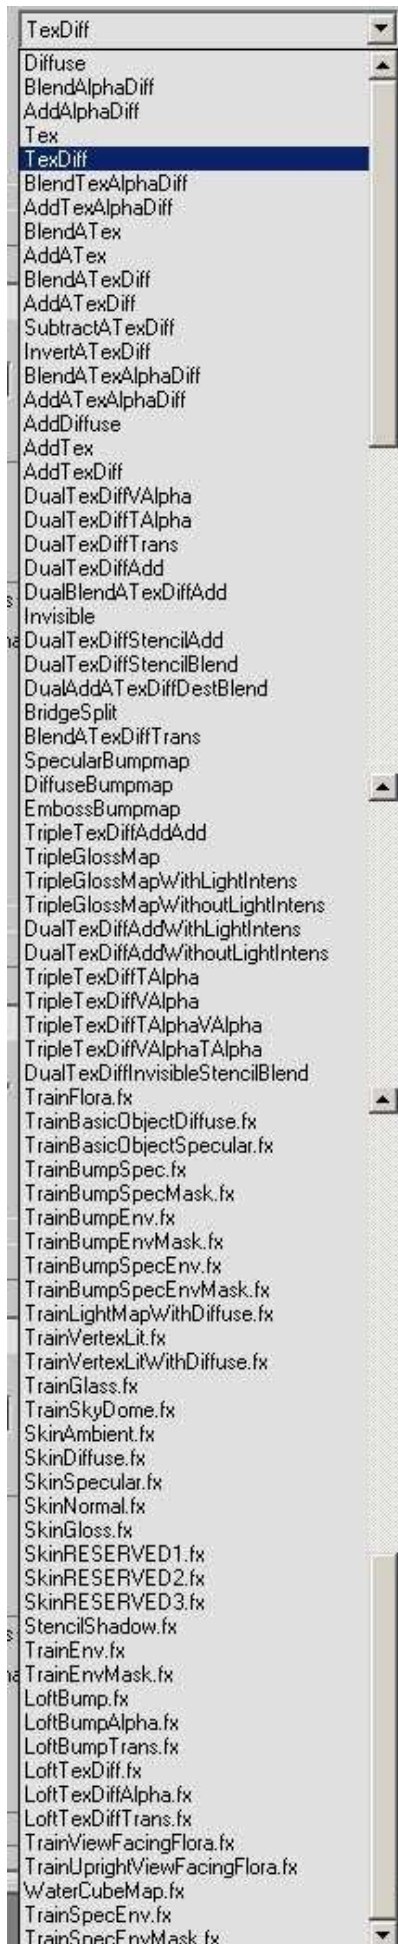 TexDiff
Diffuse
BlendAlphaDiff
AddAlphaDiff
Tex
TexDiff
BlendTexAlphaDiff
AddTexAlphaDiff
BlendATex
AddATex
BlendATexDiff
AddATexDiff
SubtractATexDiff
InvertATexDiff
BlendATexAlphaDiff
AddATexAlphaDiff
AddDiffuse
AddTex
AddTexDiff
DualTexDiffVAlpha
DualTexDiffTAlpha
DualTexDiffTrans
DualTexDiffAdd
DualBlendATexDiffAdd
Invisible
DualTexDiffStencilAdd
DualTexDiffStencilBlend
DualAddATexDiffDestBlend
BridgeSplit
BlendATexDiffTrans
SpecularBumpmap
DiffuseBumpmap
EmbossBumpmap
TripleTexDiffAddAdd
TripleGlossMap
TripleGlossMapWithLightIntens
TripleGlossMapWithoutLightIntens
DualTexDiffAddWithLightIntens
DualTexDiffAddWithoutLightIntens
TripleTexDiffTAlpha
TripleTexDiffVAlpha
TripleTexDiffTAlphaVAlpha
TripleTexDiffVAlphaTAlpha
DualTexDiffInvisibleStencilBlend
TrainFlora.fx
TrainBasicObjectDiffuse.fx
TrainBasicObjectSpecular.fx
TrainBumpSpec.fx
TrainBumpSpecMask.fx
TrainBumpEnv.fx
TrainBumpEnvMask.fx
TrainBumpSpecEnv.fx
TrainBumpSpecEnvMask.fx
TrainLightMapWithDiffuse.fx
TrainVertexLit.fx
TrainVertexLitWithDiffuse.fx
TrainGlass.fx
TrainSkyDome.fx
SkinAmbient.fx
SkinDiffuse.fx
SkinSpecular.fx
SkinNormal.fx
SkinGloss.fx
SkinRESERVED1.fx
SkinRESERVED2.fx
SkinRESERVED3.fx
StencilShadow.fx
TrainEnv.fx
TrainEnvMask.fx
LoftBump.fx
LoftBumpAlpha.fx
LoftBumpTrans.fx
LoftTexDiff.fx
LoftTexDiffAlpha.fx
LoftTexDiffTrans.fx
TrainViewFacingFlora.fx
TrainUprightViewFacingFlora.fx
WaterCubeMap.fx
TrainSpecEnv.fx
TrainSpecEnvMask.fx